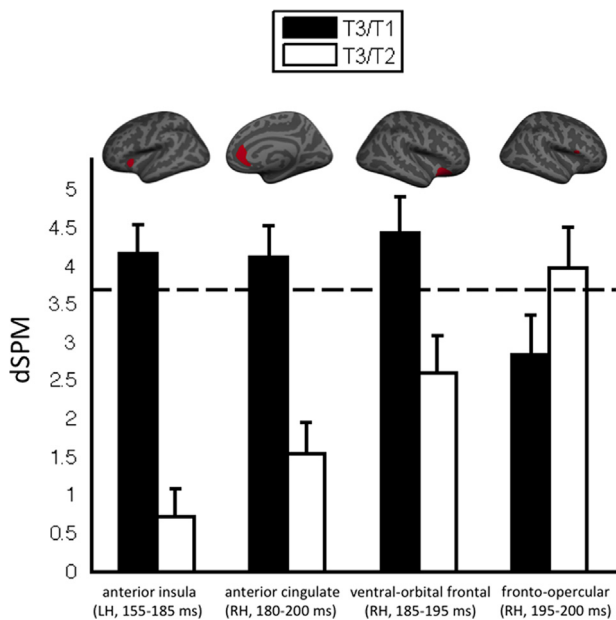 T3/T1
T3/T2
5
4.5
4
3.5
3
2.5
2
1.5
1
0.5
0
dSPM
anterior insula
(LH, 155-185 ms)
anterior cingulate
(RH, 180-200 ms)
ventral-orbital frontal
(RH, 185-195 ms)
fronto-opercular
(RH, 195-200 ms)